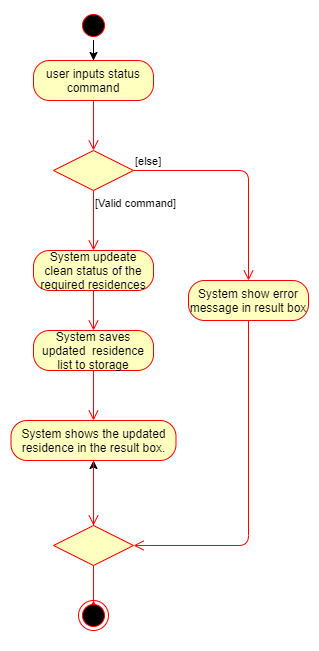 user inputs status
command
[else]
[Valid command]
System updeate
clean status of the
required residences
System show error
message in result box
System saves
updated  residence
list to storage
System shows the updated
residence in the result box.